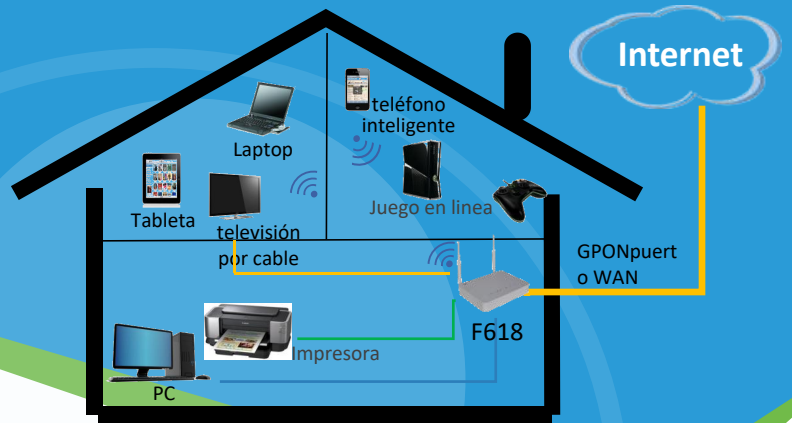 Internet
teléfono
inteligente
Laptop
Tableta
televisión
por cable
Juego en linea
GPONpuert
o WAN
F618
Impresora
PC